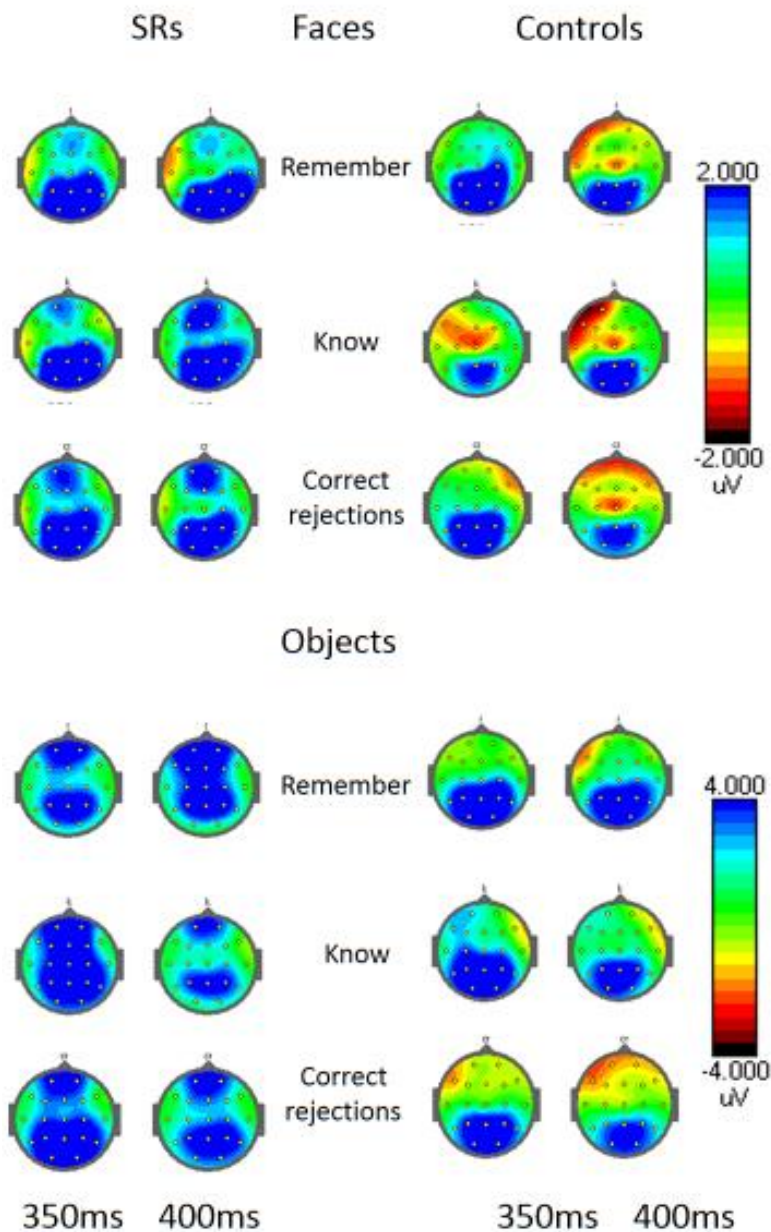 SRs Faces Controls
Remember
2.000
Know
-2.000
uV
Correct
rejections
Objects
Remember
4.000
Know
-4.000
uV
Correct
rejections
350ms 400ms 350ms 400ms